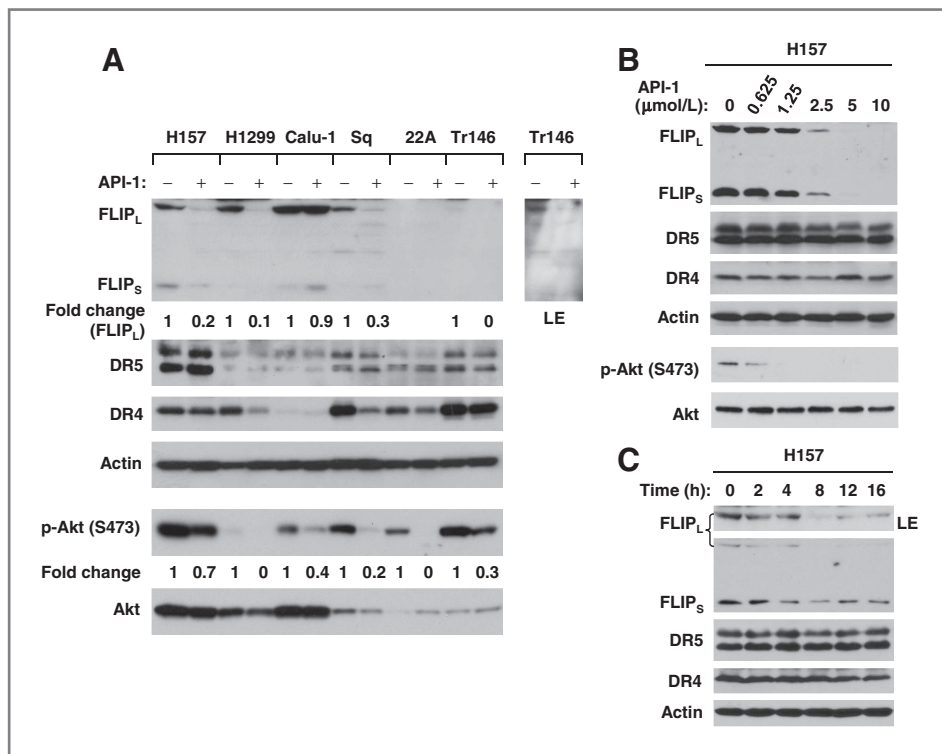 A
H157 H1299 Calu-1 Sq 22A Tr146 Tr146
API-1: – + – + – + – + – + – + – +
FLIPL
FLIPS
Fold change
(FLIPL) 1 0.2 1 0.1 1 0.9 1 0.3 1 0 LE
DR5
DR4
Actin
p-Akt (S473)
Fold change 1 0.7 1 0 1 0.4 1 0.2 1 0 1 0.3
Akt
B
H157
API-1
(μmol/L): 0 0.625 1.25 2.5 5 10
FLIPL
FLIPS
DR5
DR4
Actin
p-Akt (S473)
Akt
C
H157
Time (h): 0 2 4 8 12 16
FLIPL LE
FLIPS
DR5
DR4
Actin